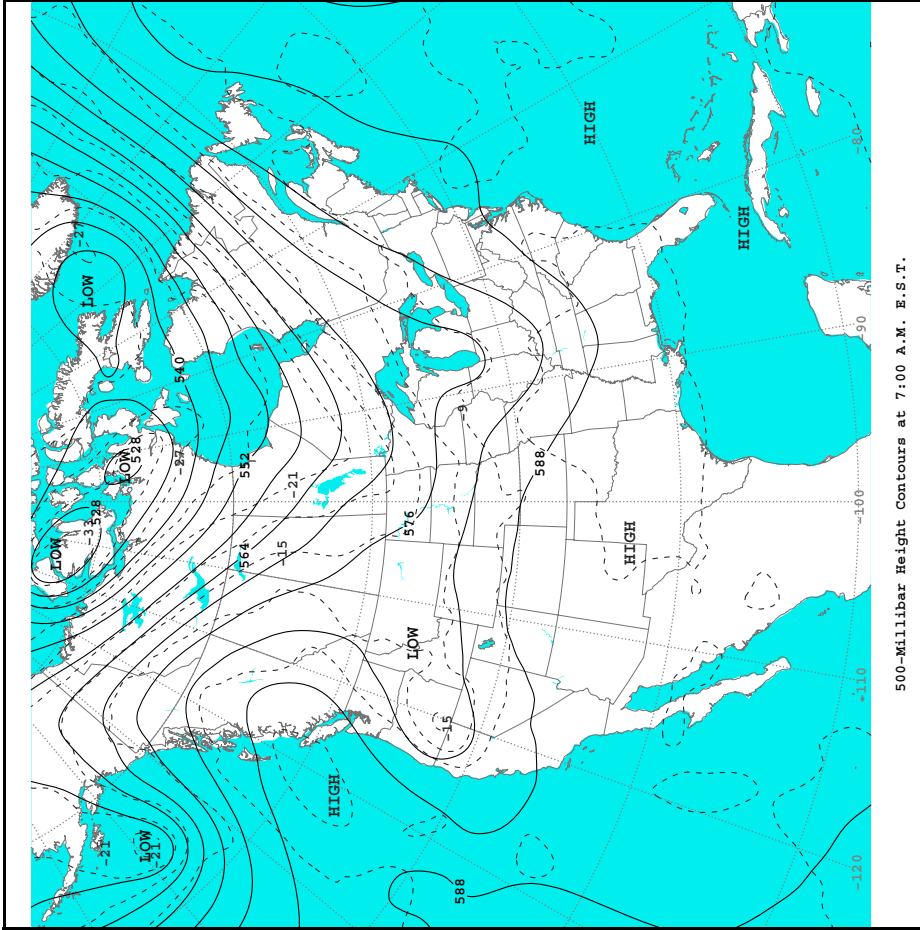 LOW
-27
LOW
-33
528
-21
LOW
528
LOW
-21
-27
540
564
552
-15
-21
HIGH
576
LOW
-15
588
-9
588
HIGH
HIGH
HIGH
-120
-110
-100
-90
-80
500-Millibar Height Contours at 7:00 A.M. E.S.T.